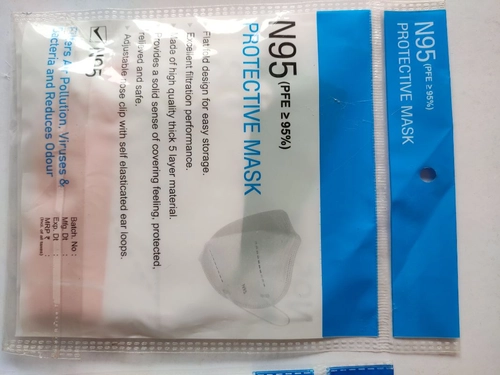 N95 (PFE ≥ 95%)
PROTECTIVE MASK
N95 (PFE ≥ 95%)
PROTECTIVE MASK
Flat fold design for easy storage.
Excellent filtration performance.
Made of high quality thick 5 layer material.
Provides a solid sense of covering feeling, protected,
relieved and safe.
Adjustable nose clip with self elasticated ear loops.
N95
Filters Air Pollution, Viruses &
Bacteria and Reduces Odour
Batch. No :
Mfg. Dt :
Exp. Dt :
MRP ₹ :